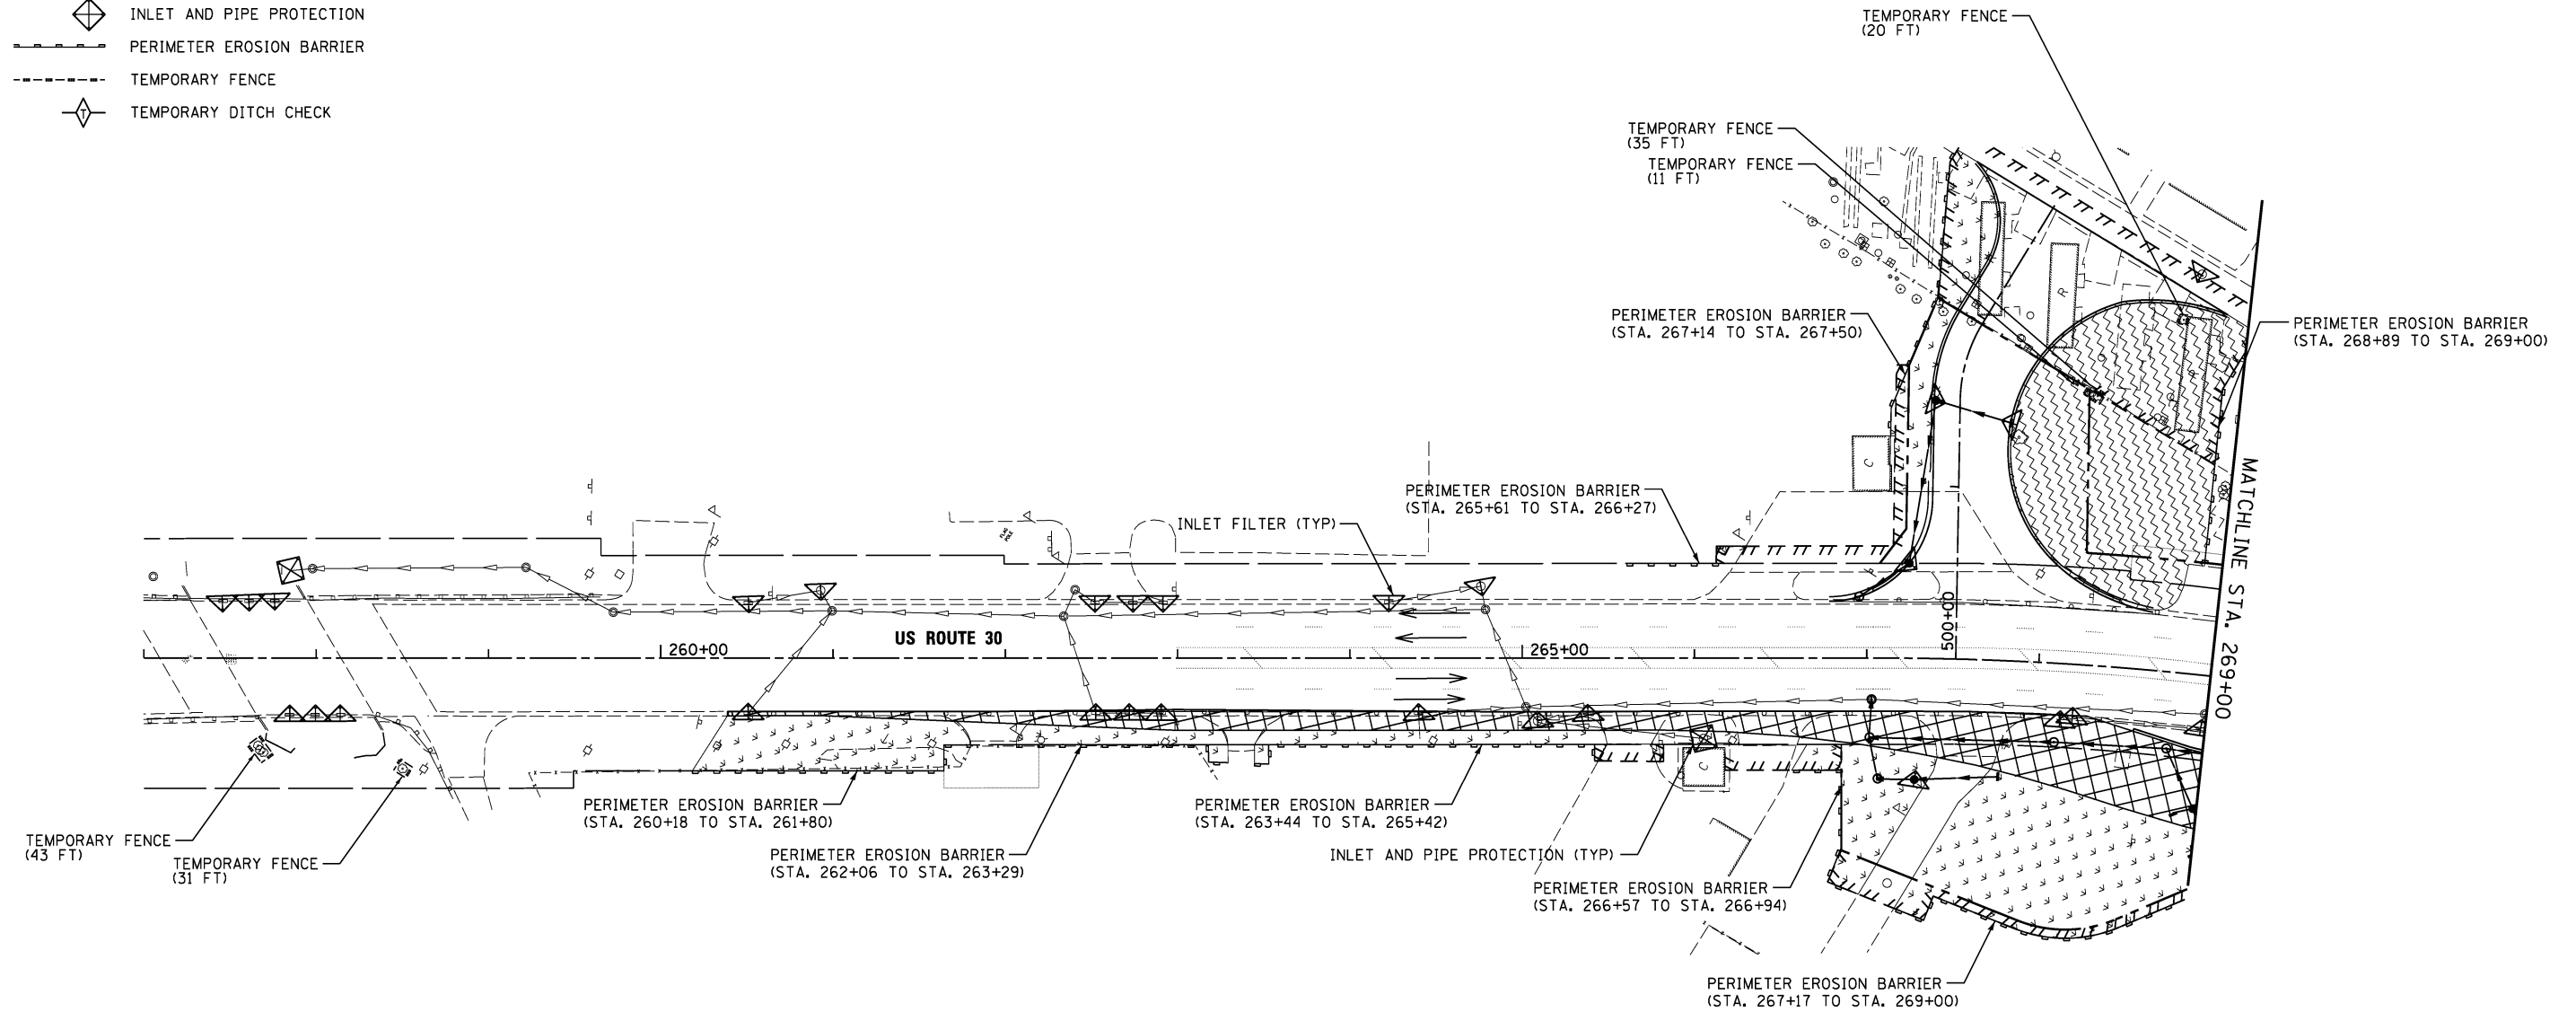 INLET AND PIPE PROTECTION
PERIMETER EROSION BARRIER
TEMPORARY FENCE
T
TEMPORARY DITCH CHECK
TEMPORARY FENCE
(20 FT)
TEMPORARY FENCE
(35 FT)
TEMPORARY FENCE
(11 FT)
PERIMETER EROSION BARRIER
(STA. 267+14 TO STA. 267+50)
PERIMETER EROSION BARRIER
(STA. 268+89 TO STA. 269+00)
R
R
C
PERIMETER EROSION BARRIER
(STA. 265+61 TO STA. 266+27)
INLET FILTER (TYP)
MATCHLINE STA. 269+00
US ROUTE 30
260+00
265+00
500+00
C
PERIMETER EROSION BARRIER
(STA. 260+18 TO STA. 261+80)
PERIMETER EROSION BARRIER
(STA. 263+44 TO STA. 265+42)
TEMPORARY FENCE
(43 FT)
TEMPORARY FENCE
(31 FT)
PERIMETER EROSION BARRIER
(STA. 262+06 TO STA. 263+29)
INLET AND PIPE PROTECTION (TYP)
PERIMETER EROSION BARRIER
(STA. 266+57 TO STA. 266+94)
PERIMETER EROSION BARRIER
(STA. 267+17 TO STA. 269+00)